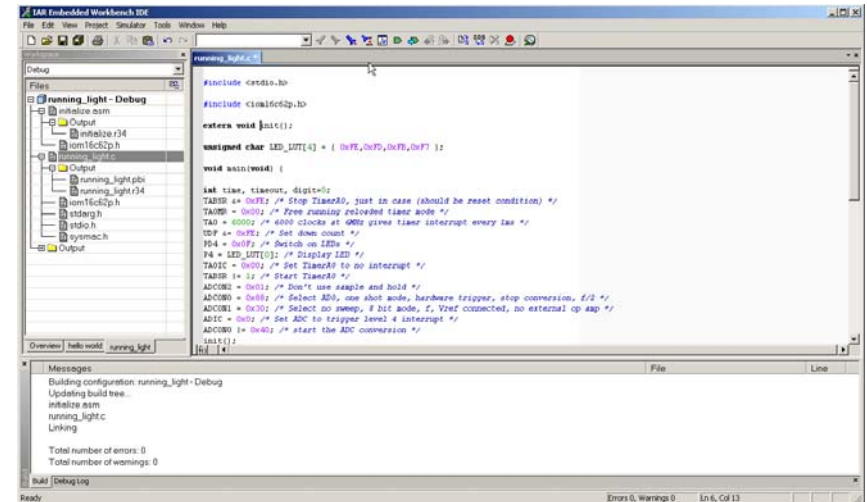 IAR Embedded Workbench IDE
File Edit View Project Simulator Tools Window Help
Workspace
running_light.c *
Debug
Files
running_light - Debug
initialize.asm
Output
initialize.r34
iom16c62p.h
running_light.c
Output
running_light.pbi
running_light.r34
iom16c62p.h
stdarg.h
stdio.h
sysmac.h
Output
Overview hello world running_light
#include <stdio.h>
#include <iom16c62p.h>
extern void init();
unsigned char LED_LUT[4] = { 0xFE,0xFD,0xFB,0xF7 };
void main(void) {
int time, timeout, digit=0;
TABSR &= 0xFE; /* Stop TimerA0, just in case (should be reset condition) */
TA0MR = 0x00; /* Free running reloaded timer mode */
TA0 = 6000; /* 6000 clocks at 6MHz gives timer interrupt every 1ms */
UDF &= 0xFE; /* Set down count */
PD4 = 0x0F; /* Switch on LEDs */
P4 = LED_LUT[0]; /* Display LED */
TA0IC = 0x00; /* Set TimerA0 to no interrupt */
TABSR |= 1; /* Start TimerA0 */
ADCON2 = 0x01; /* Don't use sample and hold */
ADCON0 = 0x88; /* Select AD0, one shot mode, hardware trigger, stop conversion, f/2 */
ADCON1 = 0x30; /* Select no sweep, 8 bit mode, f, Vref connected, no external op amp */
ADIC = 0x0; /* Set ADC to trigger level 4 interrupt */
ADCON0 |= 0x40; /* start the ADC conversion */
init();
Messages File Line
Building configuration: running_light - Debug
Updating build tree...
initialize.asm
running_light.c
Linking
Total number of errors: 0
Total number of warnings: 0
Build Debug Log
Ready Errors 0, Warnings 0 Ln 6, Col 13